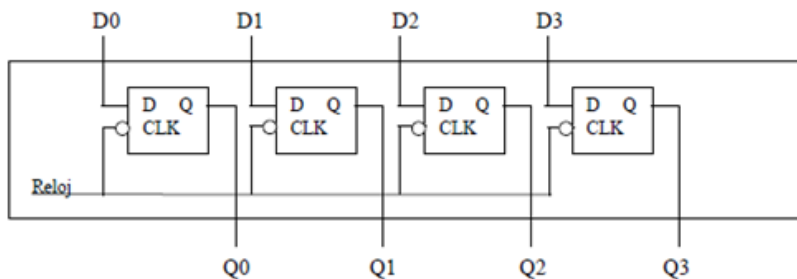 D0 D1 D2 D3
D Q D Q D Q D Q
CLK CLK CLK CLK
Reloj
Q0 Q1 Q2 Q3